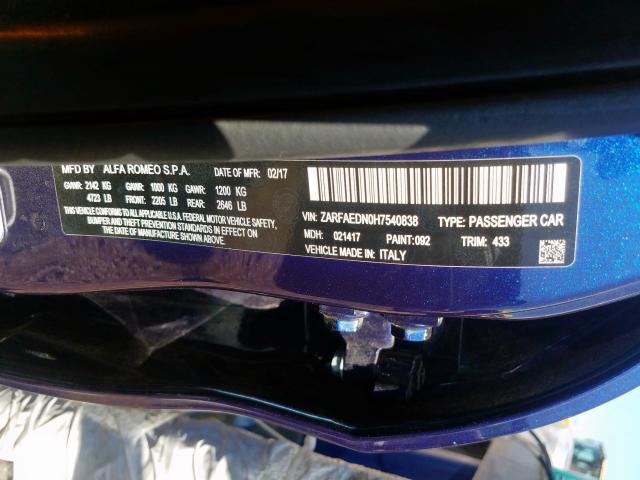 MFD BY ALFA ROMEO S.P.A. DATE OF MFR: 02/17
GVWR: 2142 KG GAWR: 1000 KG GAWR: 1200 KG
4723 LB FRONT: 2205 LB REAR: 2646 LB
THIS VEHICLE CONFORMS TO ALL APPLICABLE U.S.A.
FEDERAL MOTOR VEHICLE SAFETY,
BUMPER AND THEFT PREVENTION
STANDARDS IN EFFECT ON THE
DATE OF MANUFACTURE SHOWN ABOVE.
VIN: ZARFAEDN0H7540838 TYPE: PASSENGER CAR
MDH: 021417 PAINT:092 TRIM: 433
VEHICLE MADE IN: ITALY